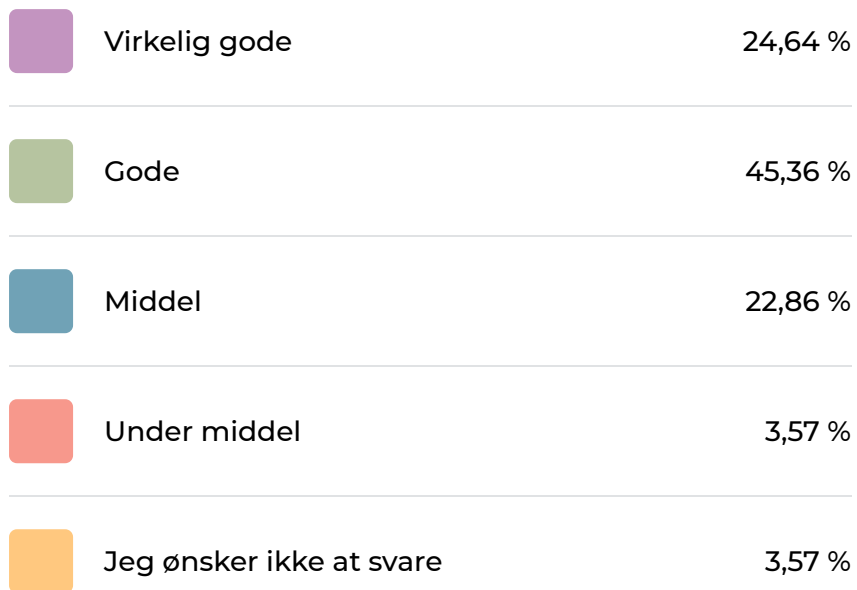 Virkelig gode 24,64 %
Gode 45,36 %
Middel 22,86 %
Under middel 3,57 %
Jeg ønsker ikke at svare 3,57 %